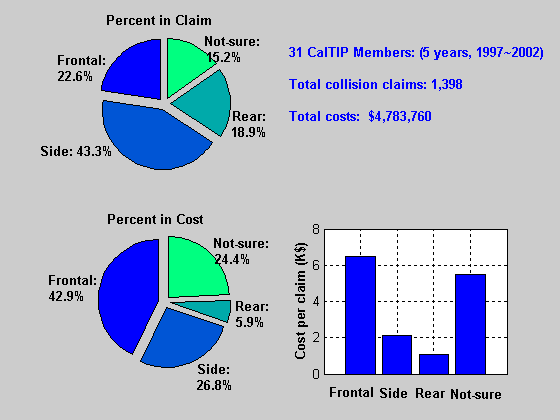 Percent in Claim
Not-sure:
15.2%
Frontal:
22.6%
Rear:
18.9%
Side: 43.3%
31 CalTIP Members: (5 years, 1997~2002)
Total collision claims: 1,398
Total costs: $4,783,760
Percent in Cost
Not-sure:
24.4%
Frontal:
42.9%
Rear:
5.9%
Side:
26.8%
Cost per claim (K$)
8
6
4
2
0
Frontal Side Rear Not-sure